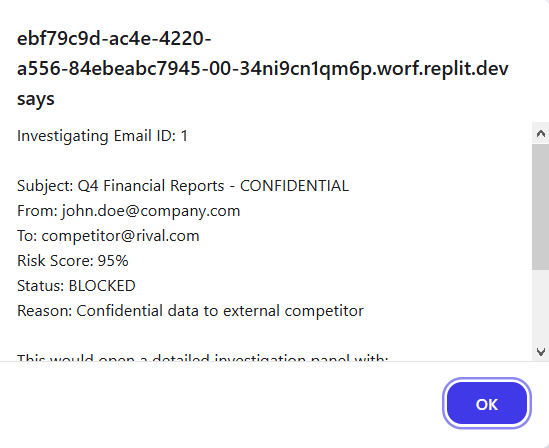 ebf79c9d-ac4e-4220-
a556-84ebeabc7945-00-34ni9cn1qm6p.worf.replit.dev
says
Investigating Email ID: 1
Subject: Q4 Financial Reports - CONFIDENTIAL
From: john.doe@company.com
To: competitor@rival.com
Risk Score: 95%
Status: BLOCKED
Reason: Confidential data to external competitor
This would open a detailed investigation panel with:
OK